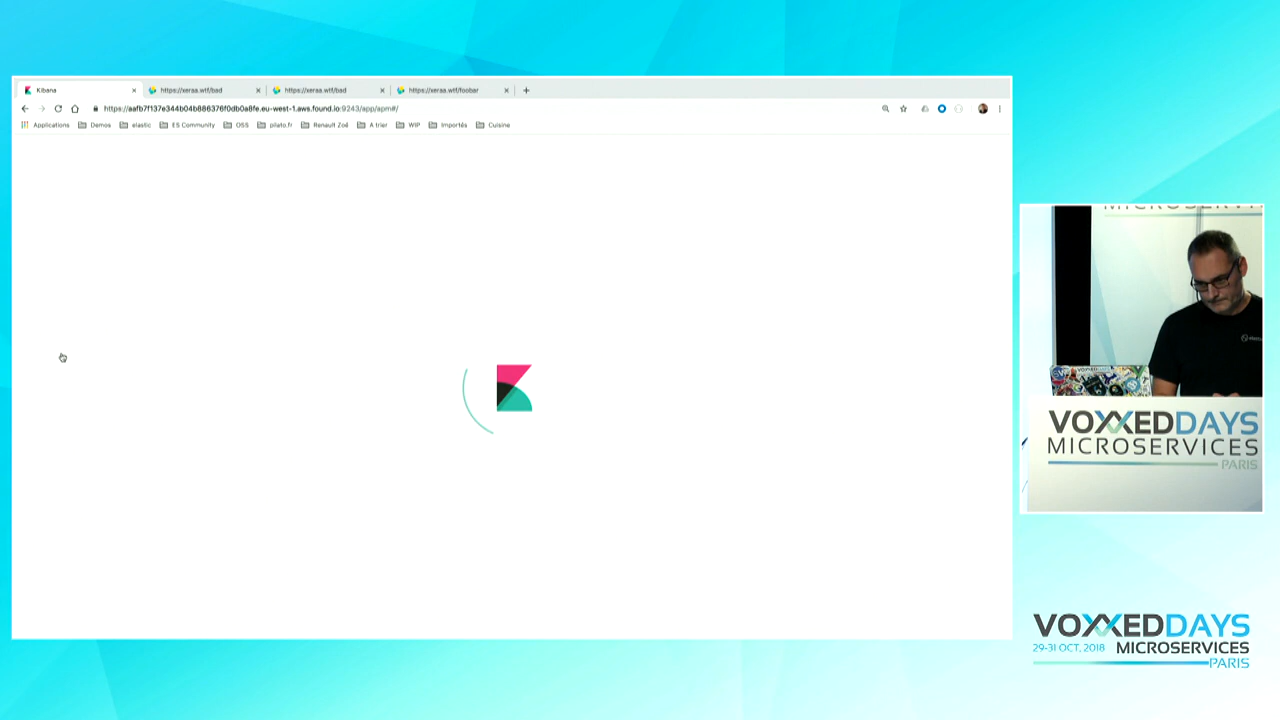 Kibana
https://xeraa.wtf/bad
https://xeraa.wtf/bad
https://xeraa.wtf/foobar
https://aafb7f137e344b04b886376f0db0a8fe.eu-west-1.aws.found.io:9243/app/apm#/
Applications
Demos
elastic
ES Community
OSS
pilato.fr
Renault Zoé
A trier
WIP
Importés
Cuisine
VOXXEDDAYS
MICROSERVICES
PARIS
VOXXEDDAYS
29-31 OCT, 2018 MICROSERVICES
PARIS